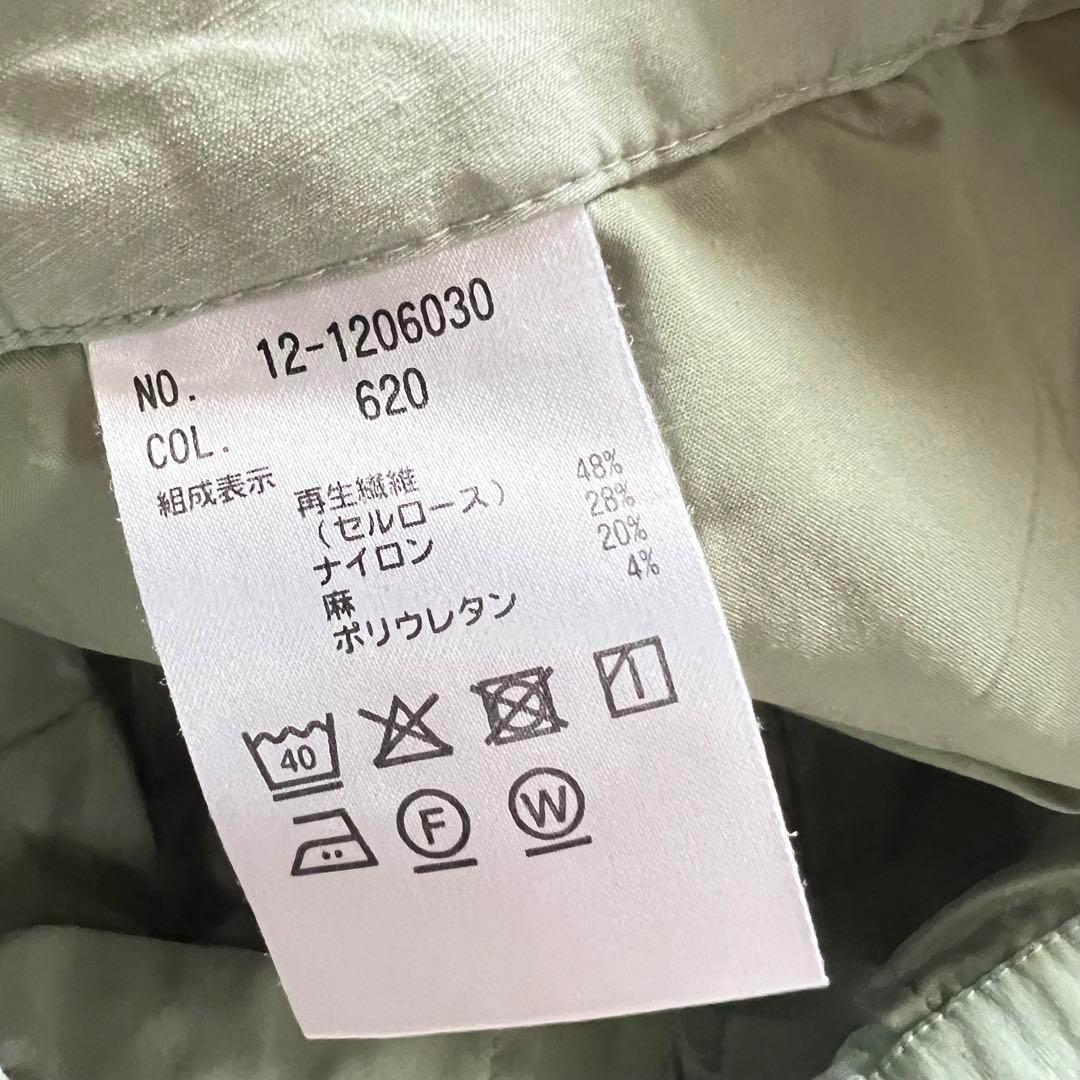 NO. 12-1206030
COL. 620
組成表示 再生繊維 48%
(セルロース) 28%
ナイロン 20%
麻 4%
ポリウレタン
40
F W